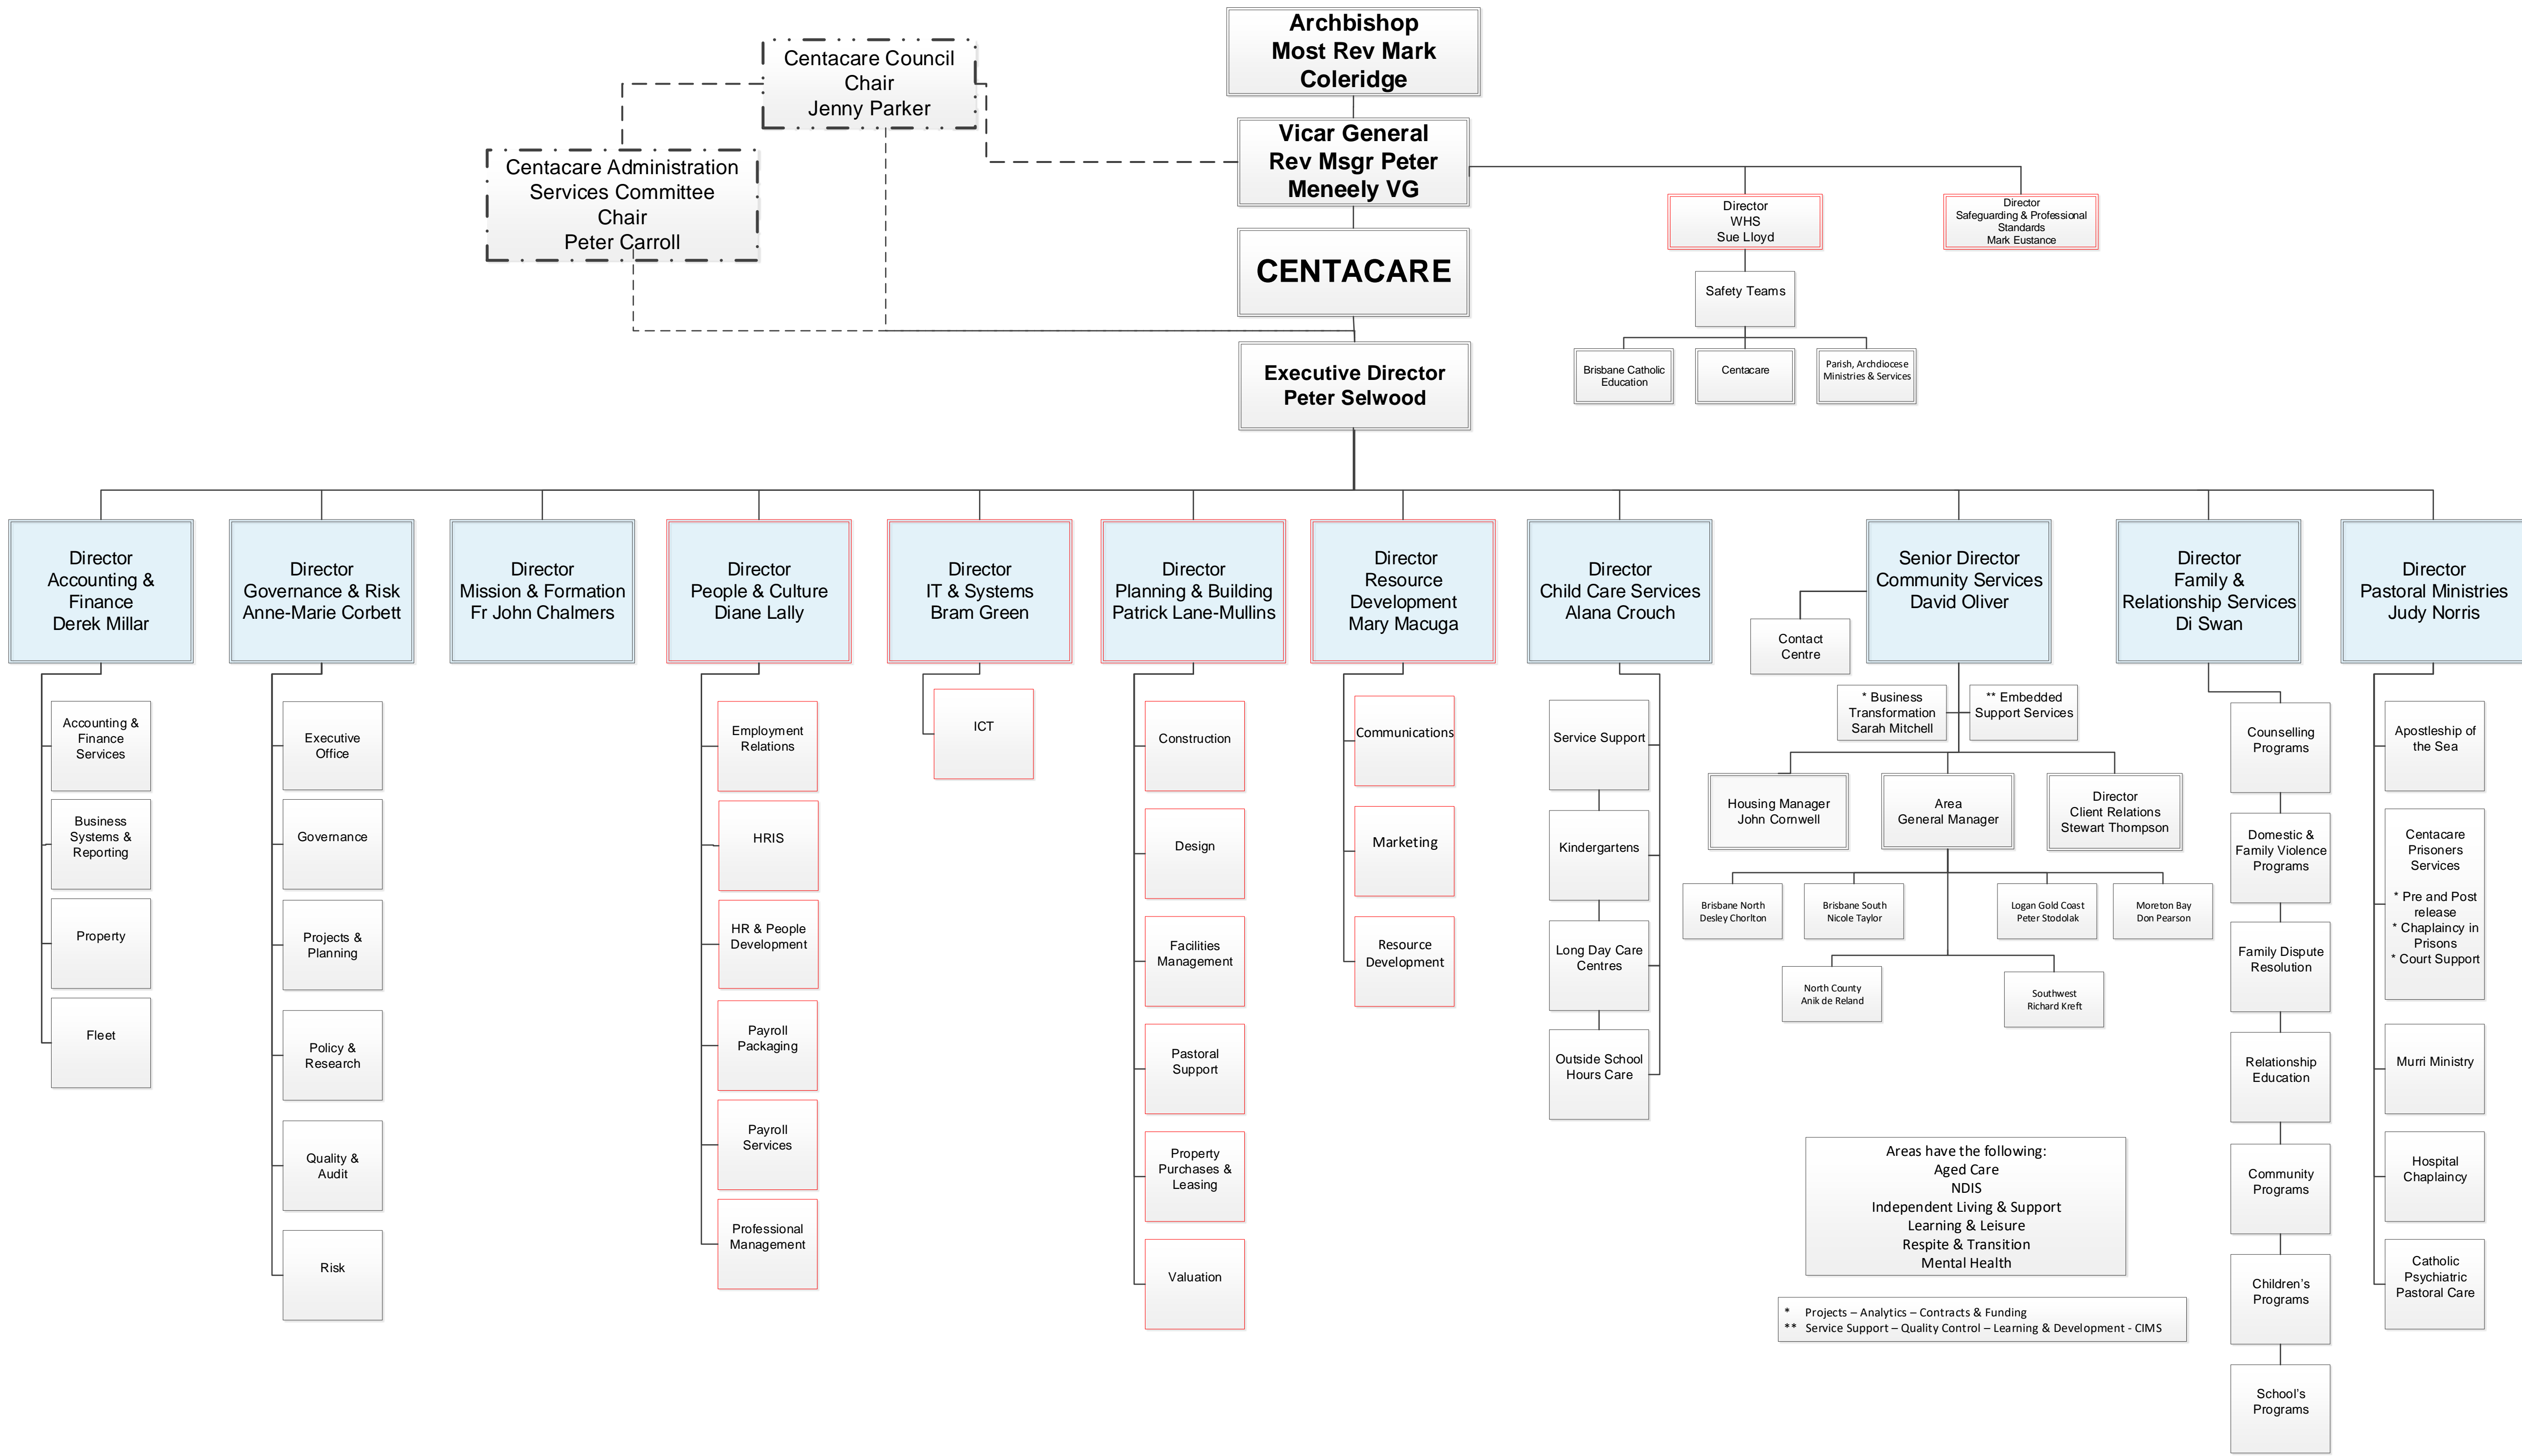 Archbishop
Most Rev Mark
Coleridge
Centacare Council
Chair
Jenny Parker
Vicar General
Rev Msgr Peter
Meneely VG
Centacare Administration
Services Committee
Chair
Peter Carroll
Director
WHS
Sue Lloyd
Director
Safeguarding & Professional
Standards
Mark Eustance
CENTACARE
Safety Teams
Executive Director
Peter Selwood
Brisbane Catholic
Education
Centacare
Parish, Archdiocese
Ministries & Services
Director
Accounting &
Finance
Derek Millar
Director
Governance & Risk
Anne-Marie Corbett
Director
Mission & Formation
Fr John Chalmers
Director
People & Culture
Diane Lally
Director
IT & Systems
Bram Green
Director
Planning & Building
Patrick Lane-Mullins
Director
Resource
Development
Mary Macuga
Director
Child Care Services
Alana Crouch
Senior Director
Community Services
David Oliver
Director
Family &
Relationship Services
Di Swan
Director
Pastoral Ministries
Judy Norris
Accounting &
Finance
Services
Business
Systems &
Reporting
Property
Fleet
Executive
Office
Governance
Projects &
Planning
Policy &
Research
Quality &
Audit
Risk
Employment
Relations
HRIS
HR & People
Development
Payroll
Packaging
Payroll
Services
Professional
Management
ICT
Construction
Design
Facilities
Management
Pastoral
Support
Property
Purchases &
Leasing
Valuation
Communications
Marketing
Resource
Development
Service Support
Kindergartens
Long Day Care
Centres
Outside School
Hours Care
Contact
Centre
* Business
Transformation
Sarah Mitchell
** Embedded
Support Services
Housing Manager
John Cornwell
Area
General Manager
Director
Client Relations
Stewart Thompson
Brisbane North
Desley Chorlton
Brisbane South
Nicole Taylor
Logan Gold Coast
Peter Stodolak
Moreton Bay
Don Pearson
North County
Anik de Reland
Southwest
Richard Kreft
Areas have the following:
Aged Care
NDIS
Independent Living & Support
Learning & Leisure
Respite & Transition
Mental Health
* Projects – Analytics – Contracts & Funding
** Service Support – Quality Control – Learning & Development - CIMS
Counselling
Programs
Domestic &
Family Violence
Programs
Family Dispute
Resolution
Relationship
Education
Community
Programs
Children's
Programs
School's
Programs
Apostleship of
the Sea
Centacare
Prisoners
Services
* Pre and Post
release
* Chaplaincy in
Prisons
* Court Support
Murri Ministry
Hospital
Chaplaincy
Catholic
Psychiatric
Pastoral Care